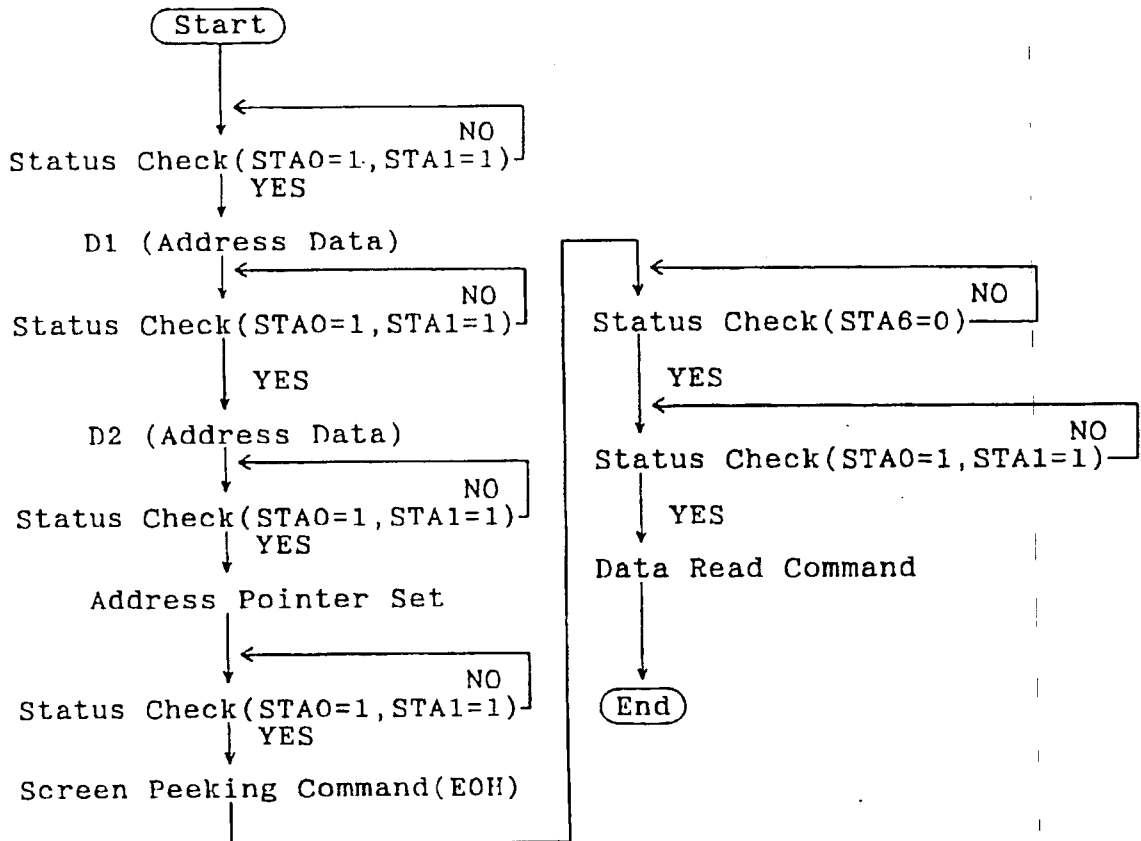 Start
NO
Status Check(STA0=1,STA1=1)
YES
D1 (Address Data)
NO
Status Check(STA0=1,STA1=1)
YES
D2 (Address Data)
NO
Status Check(STA0=1,STA1=1)
YES
Address Pointer Set
NO
Status Check(STA0=1,STA1=1)
YES
Screen Peeking Command(E0H)
NO
Status Check(STA6=0)
YES
NO
Status Check(STA0=1,STA1=1)
YES
Data Read Command
End